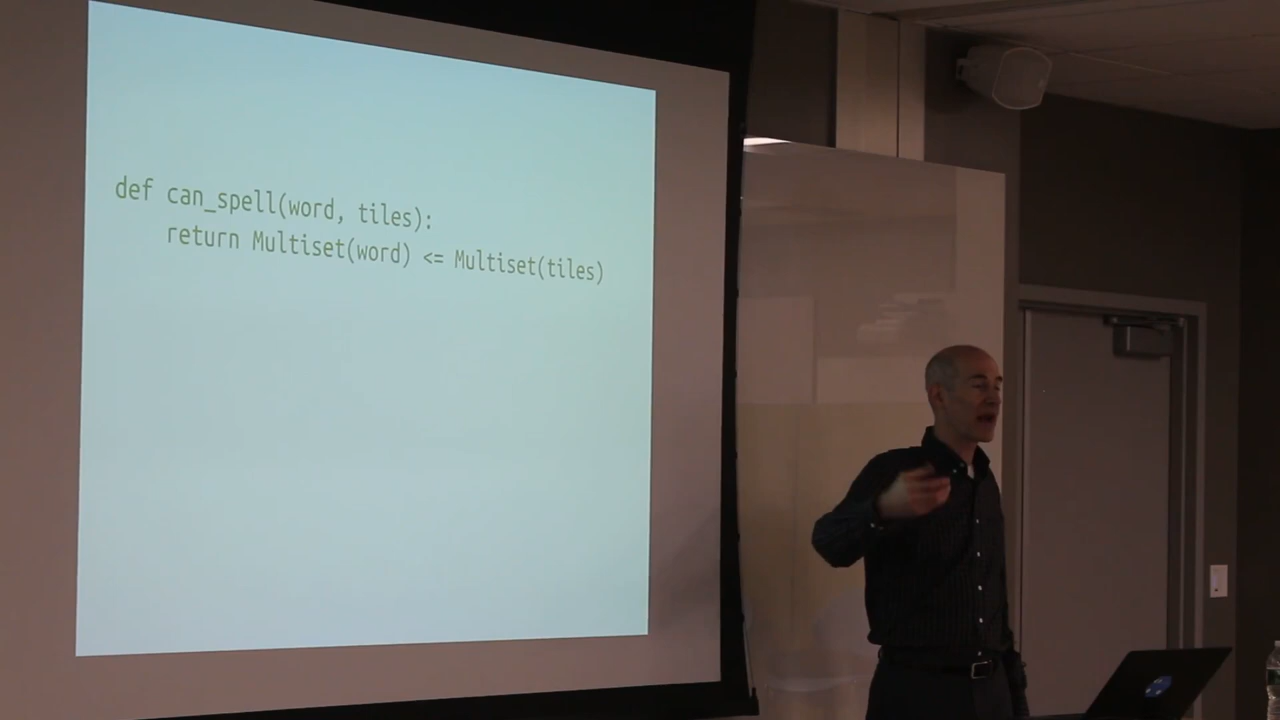 def can_spell(word, tiles):
    return Multiset(word) <= Multiset(tiles)